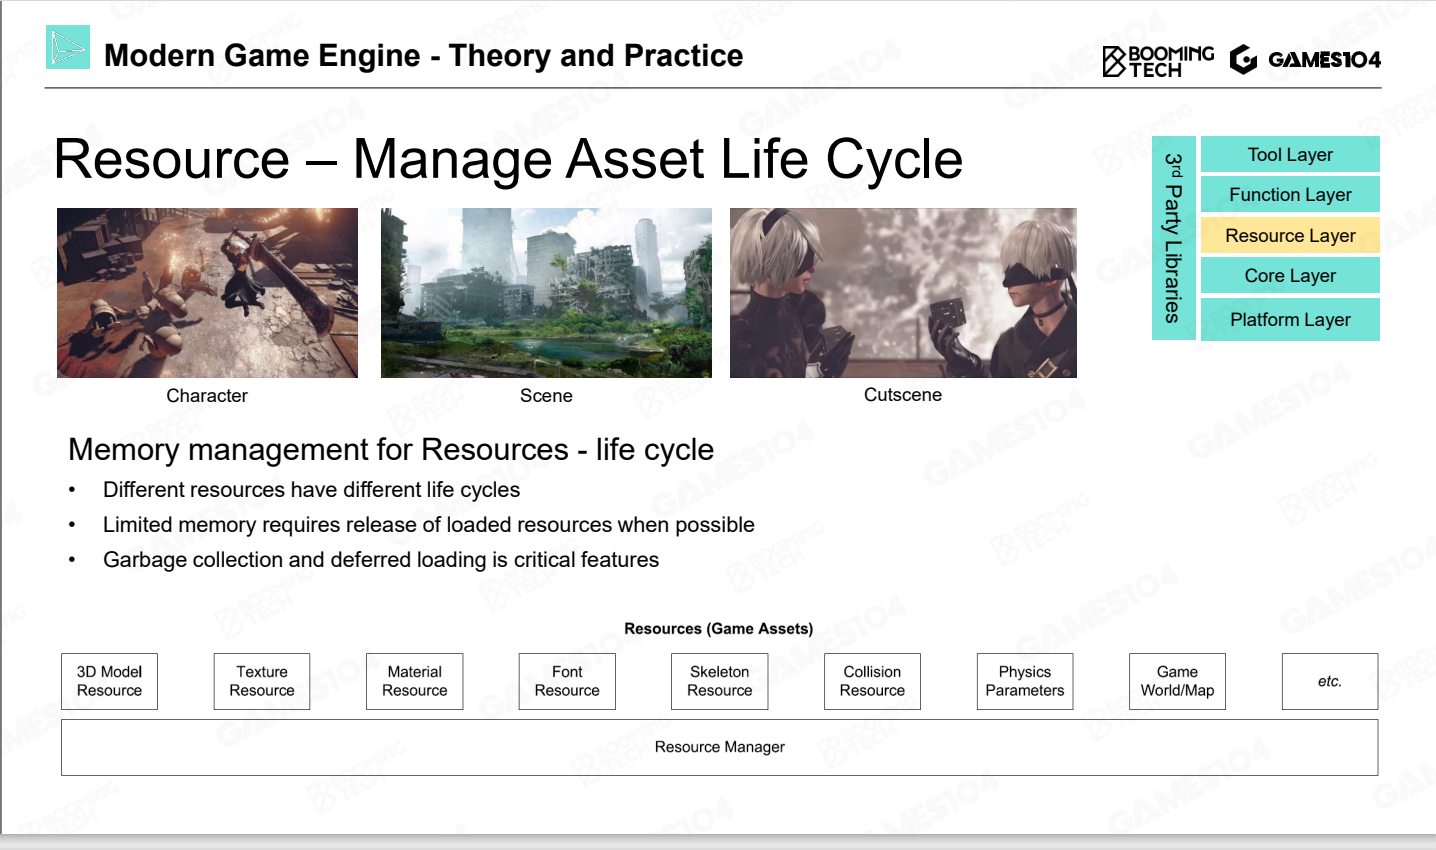 Modern Game Engine - Theory and Practice
BOOMING
TECH
GAMES104
Resource – Manage Asset Life Cycle
3rd Party Libraries
Tool Layer
Function Layer
Resource Layer
Core Layer
Platform Layer
Character
Scene
Cutscene
Memory management for Resources - life cycle
• Different resources have different life cycles
• Limited memory requires release of loaded resources when possible
• Garbage collection and deferred loading is critical features
Resources (Game Assets)
3D Model
Resource
Texture
Resource
Material
Resource
Font
Resource
Skeleton
Resource
Collision
Resource
Physics
Parameters
Game
World/Map
etc.
Resource Manager